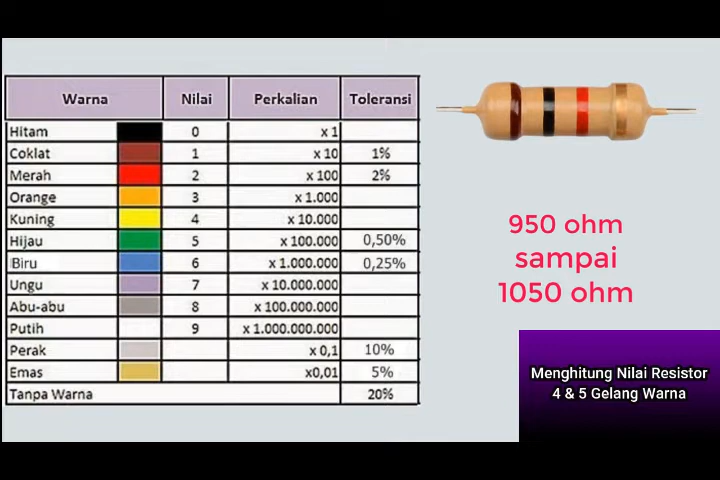 Warna Nilai Perkalian Toleransi
Hitam 0 x 1
Coklat 1 x 10 1%
Merah 2 x 100 2%
Orange 3 x 1.000
Kuning 4 x 10.000
Hijau 5 x 100.000 0,50%
Biru 6 x 1.000.000 0,25%
Ungu 7 x 10.000.000
Abu-abu 8 x 100.000.000
Putih 9 x 1.000.000.000
Perak x 0,1 10%
Emas x0,01 5%
Tanpa Warna 20%
950 ohm
sampai
1050 ohm
Menghitung Nilai Resistor
4 & 5 Gelang Warna